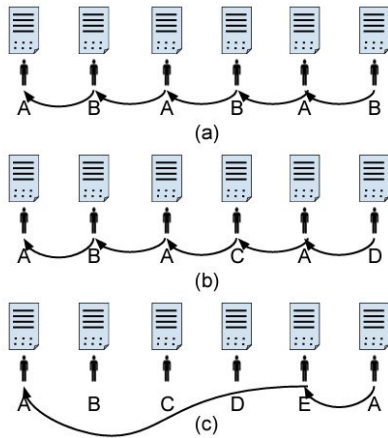 A B A B A B
(a)
A B A C A D
(b)
A B C D E A
(c)